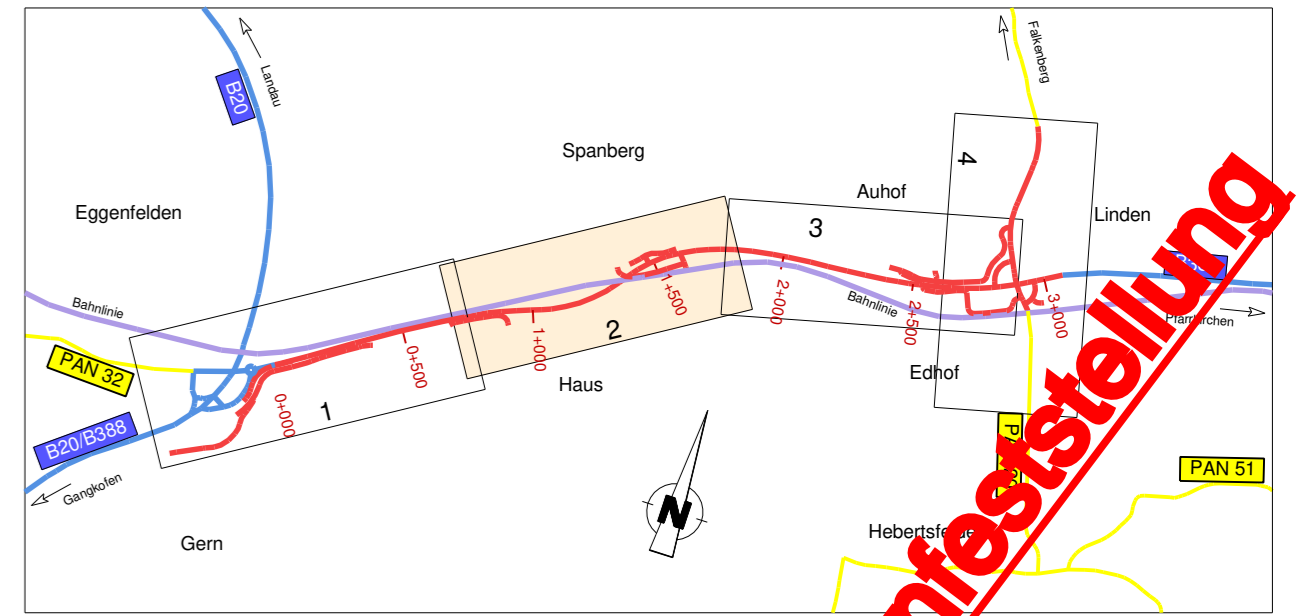 Falkenberg
Landau
B20
Spanberg
4
Auhof
Eggenfelden
Linden
3
Bahnlinie
1+500
2+000
Bahnlinie
2+500
3+000
Pfarrkirchen
2
1+000
0+500
PAN 32
Haus
Edhof
0+000
1
B20/B388
Gangkofen
PAN 51
N
Gern
nfeststellung